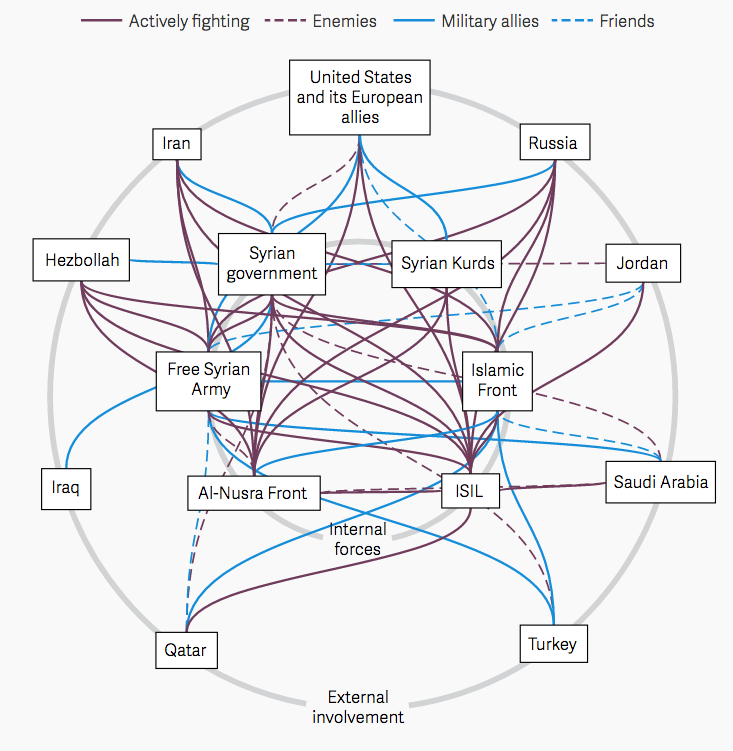 Actively fighting Enemies Military allies Friends
United States
and its European
allies
Iran
Russia
Hezbollah
Syrian
government
Syrian Kurds
Jordan
Free Syrian
Army
Islamic
Front
Iraq
Al-Nusra Front
ISIL
Saudi Arabia
Internal
forces
Qatar
Turkey
External
involvement